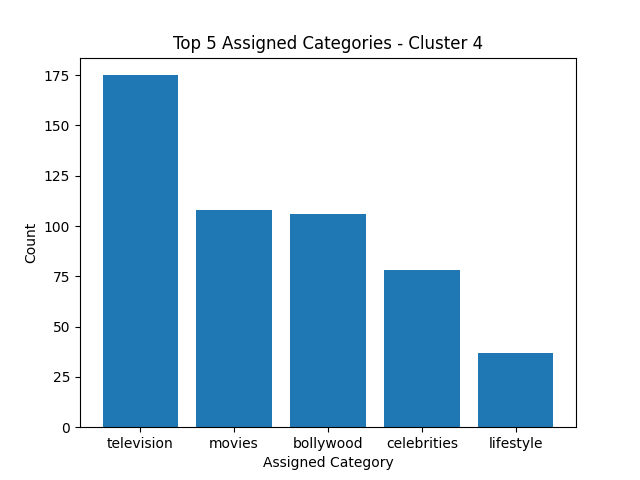 Top 5 Assigned Categories - Cluster 4
Count
175
150
125
100
75
50
25
0
television movies bollywood celebrities lifestyle
Assigned Category